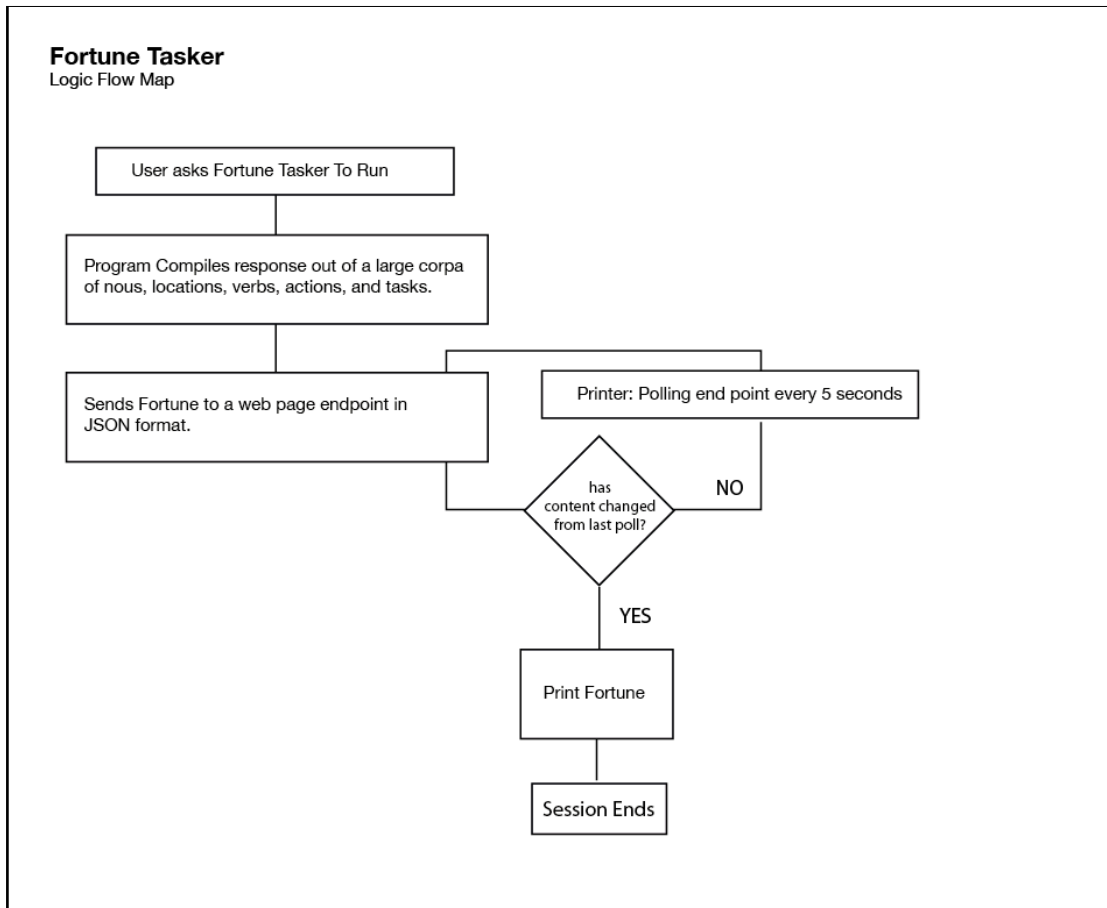 Fortune Tasker
Logic Flow Map
User asks Fortune Tasker To Run
Program Compiles response out of a large corpa
of nous, locations, verbs, actions, and tasks.
Sends Fortune to a web page endpoint in
JSON format.
Printer: Polling end point every 5 seconds
has
content changed
from last poll?
NO
YES
Print Fortune
Session Ends